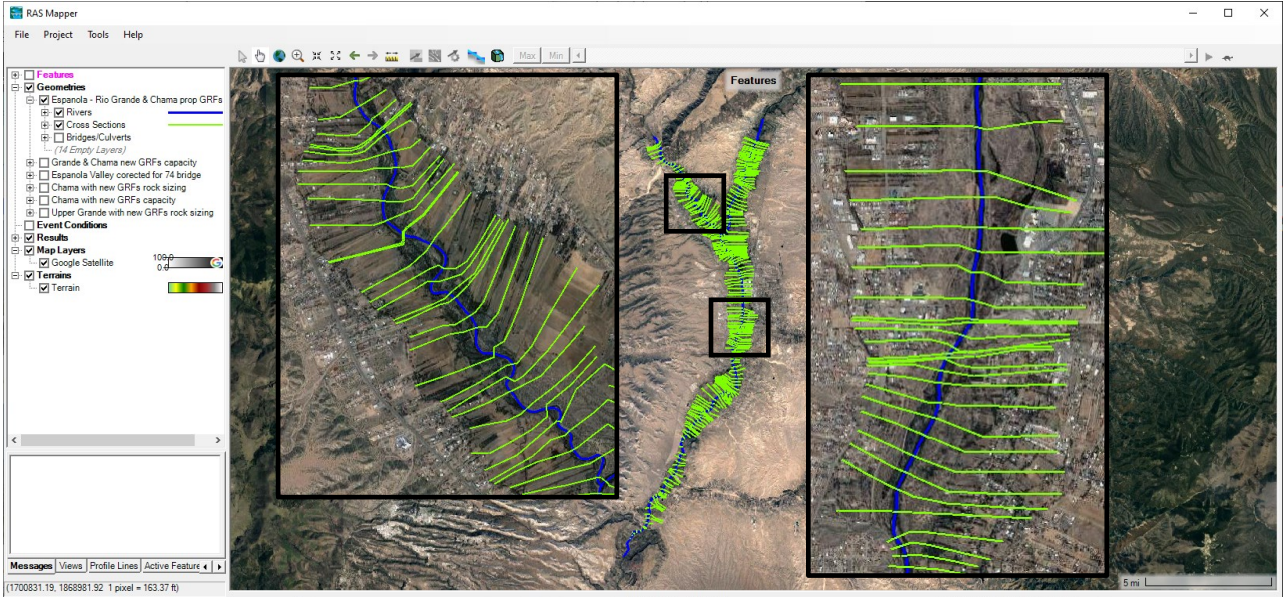 RAS Mapper
File Project Tools Help
Max Min
Features
Geometries
Espanola - Rio Grande & Chama prop GRFs
Rivers
Cross Sections
Bridges/Culverts
(14 Empty Layers)
Grande & Chama new GRFs capacity
Espanola Valley corected for 74 bridge
Chama with new GRFs rock sizing
Chama with new GRFs capacity
Upper Grande with new GRFs rock sizing
Event Conditions
Results
Map Layers
Google Satellite
100.0
0.0
Terrains
Terrain
Features
Messages Views Profile Lines Active Feature
(1700831.19, 1868981.92 1 pixel = 163.37 ft)
5 mi